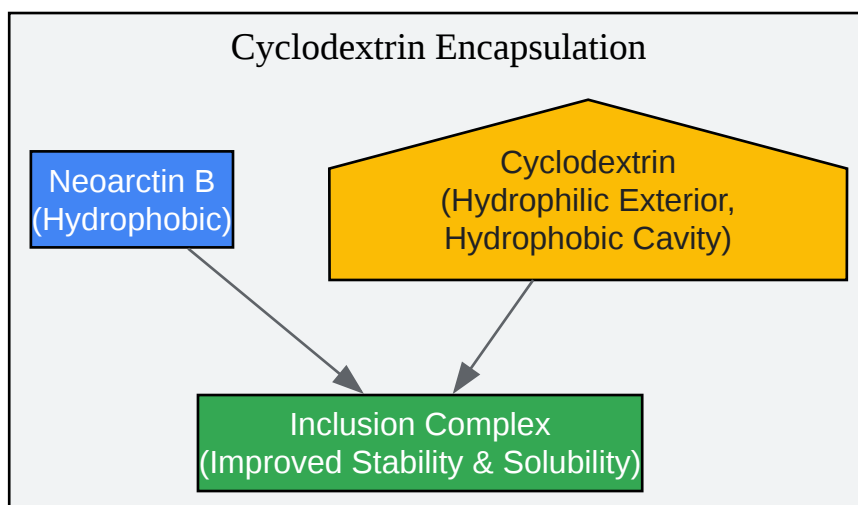 Cyclodextrin Encapsulation
Neoarctin B
(Hydrophobic)
Cyclodextrin
(Hydrophilic Exterior,
Hydrophobic Cavity)
Inclusion Complex
(Improved Stability & Solubility)